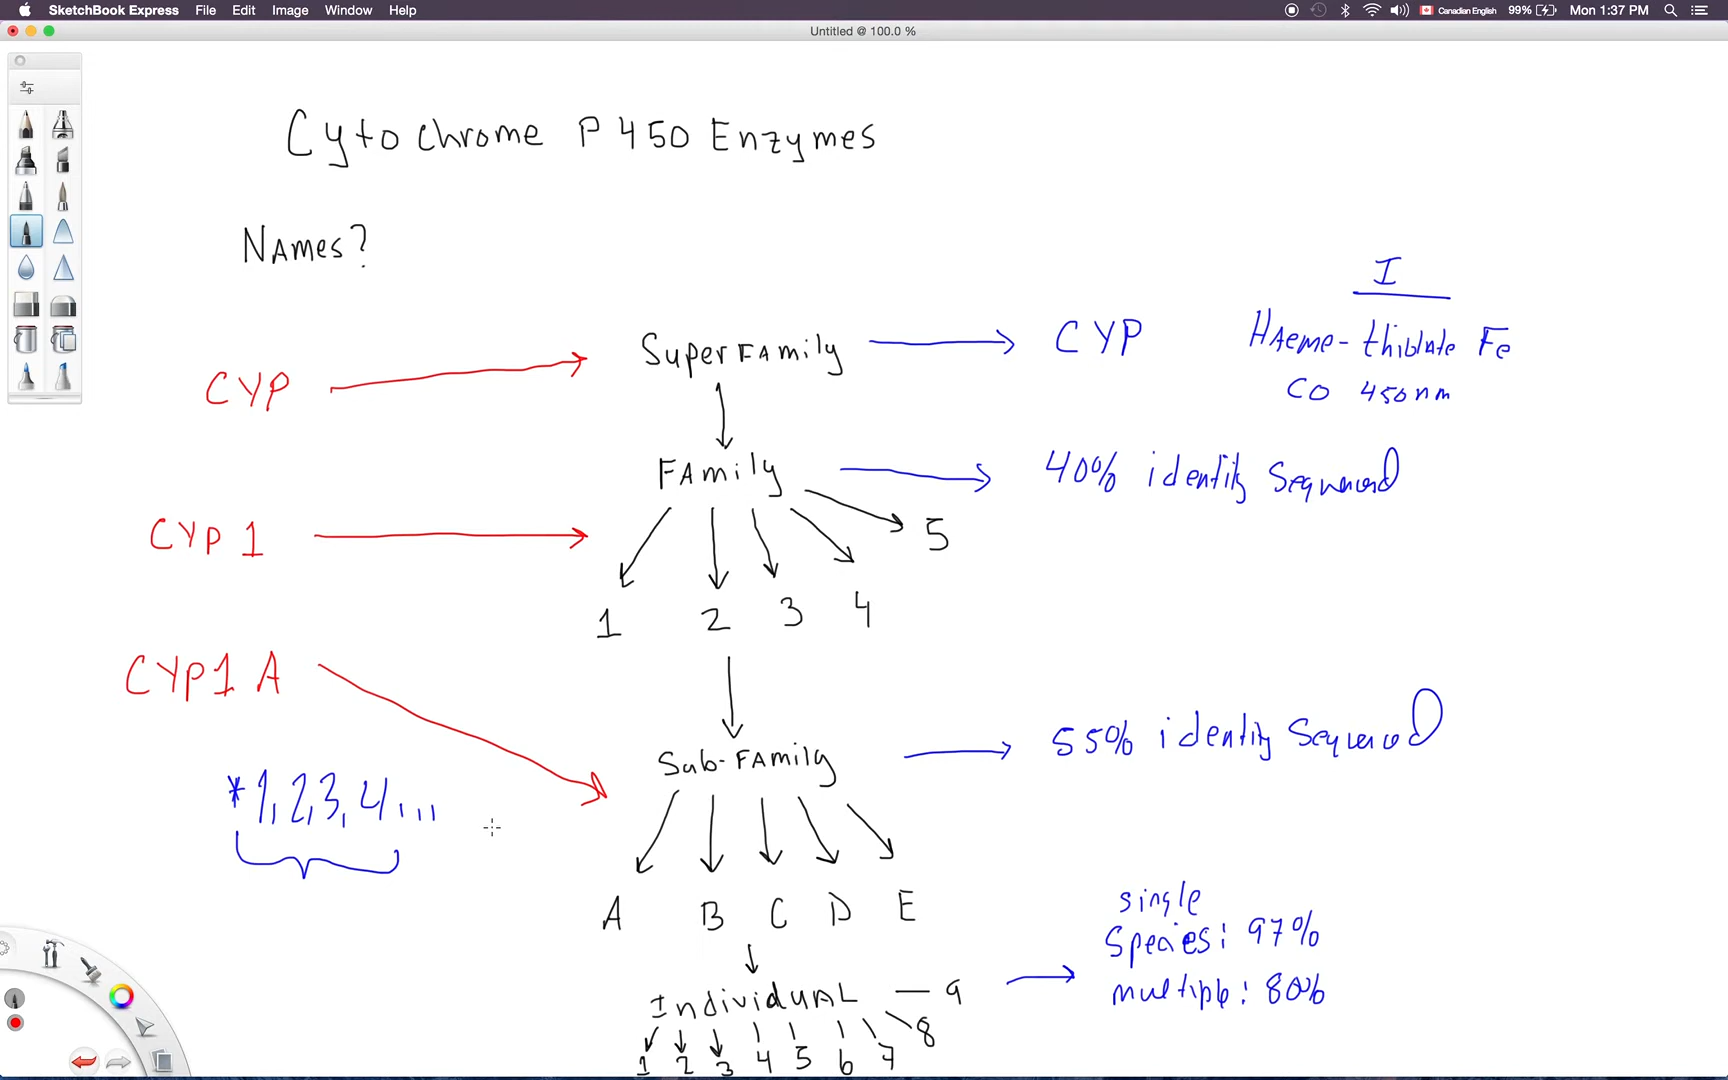 SketchBook Express File Edit Image Window Help
Canadian English 99% Mon 1:37 PM
Untitled @ 100.0 %
Cytochrome P450 Enzymes
Names?
I
SuperFamily
CYP
Haeme-thiolate Fe
CYP
CO 450nm
Family
40% identity Sequenced
CYP 1
5
1 2 3 4
CYP1 A
Sub-Family
55% identity Sequenced
*1,2,3,4...
A B C D E
single
Species: 97%
multiple: 80%
Individual 9
8
1 2 3 4 5 6 7